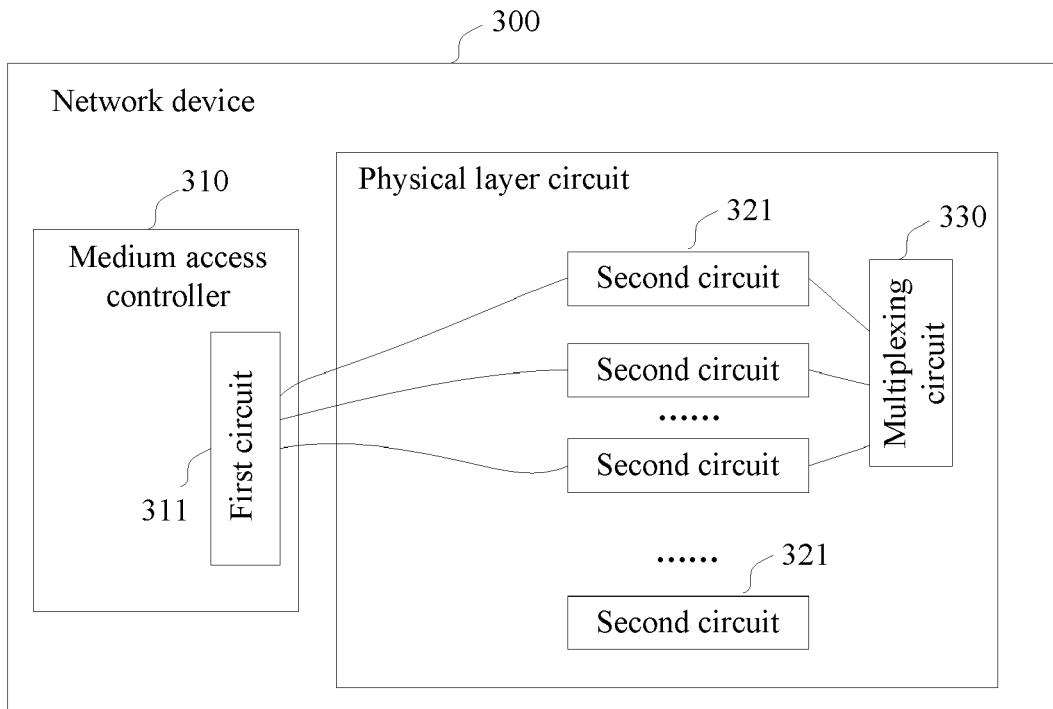 300
Network device
310
Physical layer circuit
321
330
Medium access
controller
Second circuit
Multiplexing
circuit
First circuit
Second circuit
......
Second circuit
311
......
321
Second circuit